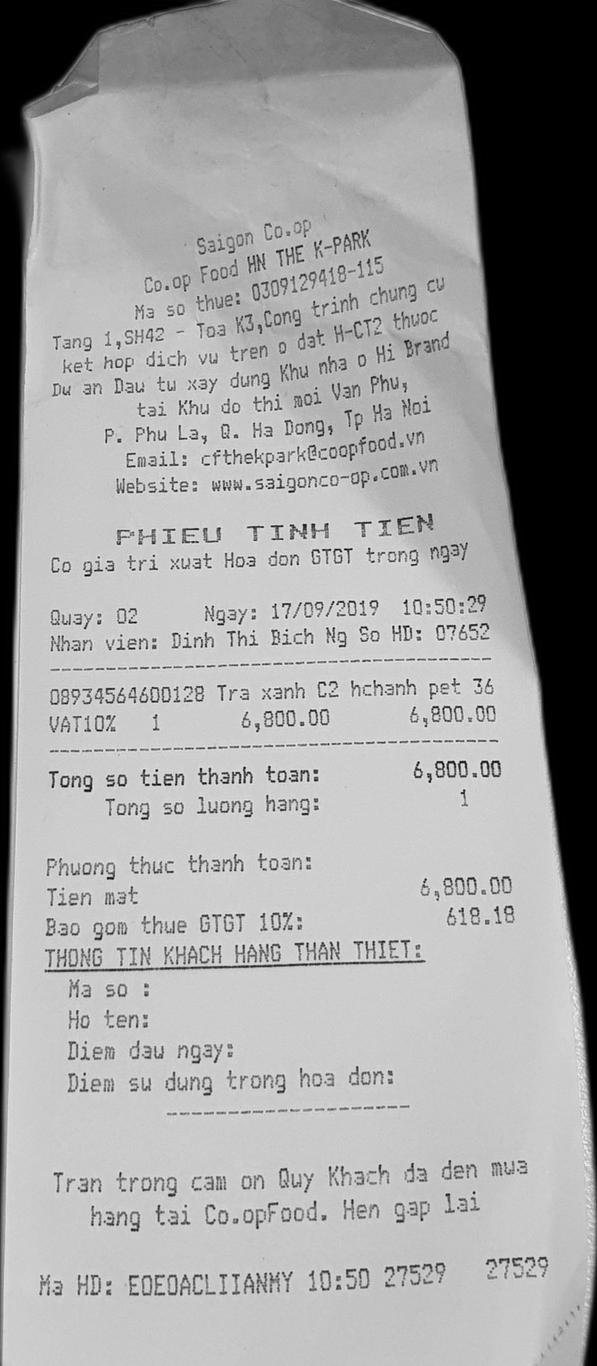 Saigon Co.op
Co.op Food HN THE K-PARK
Ma so thue: 0309129418-115
Tang 1,SH42 - Toa K3,Cong trinh chung cu
ket hop dich vu tren o dat H-CT2 thuoc
Du an Dau tu xay dung Khu nha o Hi Brand
tai Khu do thi moi Van Phu,
P. Phu La, Q. Ha Dong, Tp Ha Noi
Email: cfthekpark@coopfood.vn
Website: www.saigonco-op.com.vn
PHIEU TINH TIEN
Co gia tri xuat Hoa don GTGT trong ngay
Quay: 02 Ngay: 17/09/2019 10:50:29
Nhan vien: Dinh Thi Bich Ng So HD: 07652
08934564600128 Tra xanh C2 hchanh pet 36
VAT10% 1 6,800.00 6,800.00
Tong so tien thanh toan: 6,800.00
Tong so luong hang: 1
Phuong thuc thanh toan:
Tien mat 6,800.00
Bao gom thue GTGT 10%: 618.18
THONG TIN KHACH HANG THAN THIET:
Ma so :
Ho ten:
Diem dau ngay:
Diem su dung trong hoa don:
Tran trong cam on Quy Khach da den mua
hang tai Co.opFood. Hen gap lai
Ma HD: EOEOACLIIANMY 10:50 27529 27529